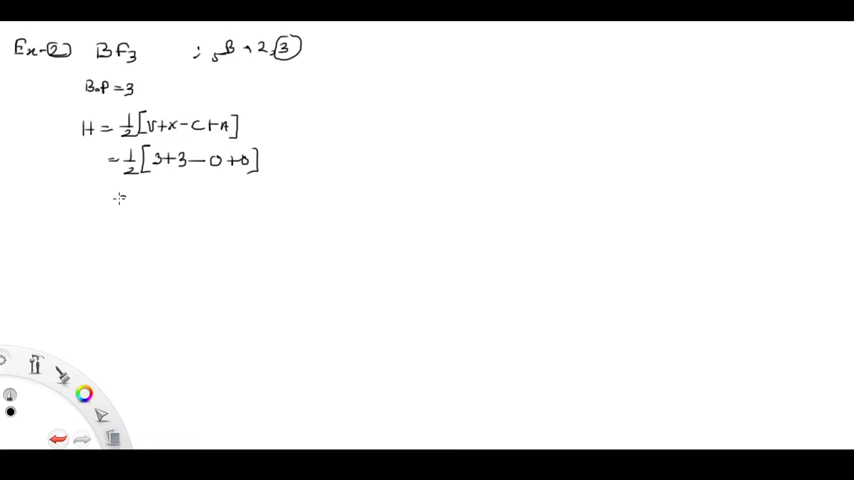 Ex-② BF3 ; 5B → 2,③
B.P = 3
H = 1/2 [V+X-C+A]
= 1/2 [3+3-0+0]
=